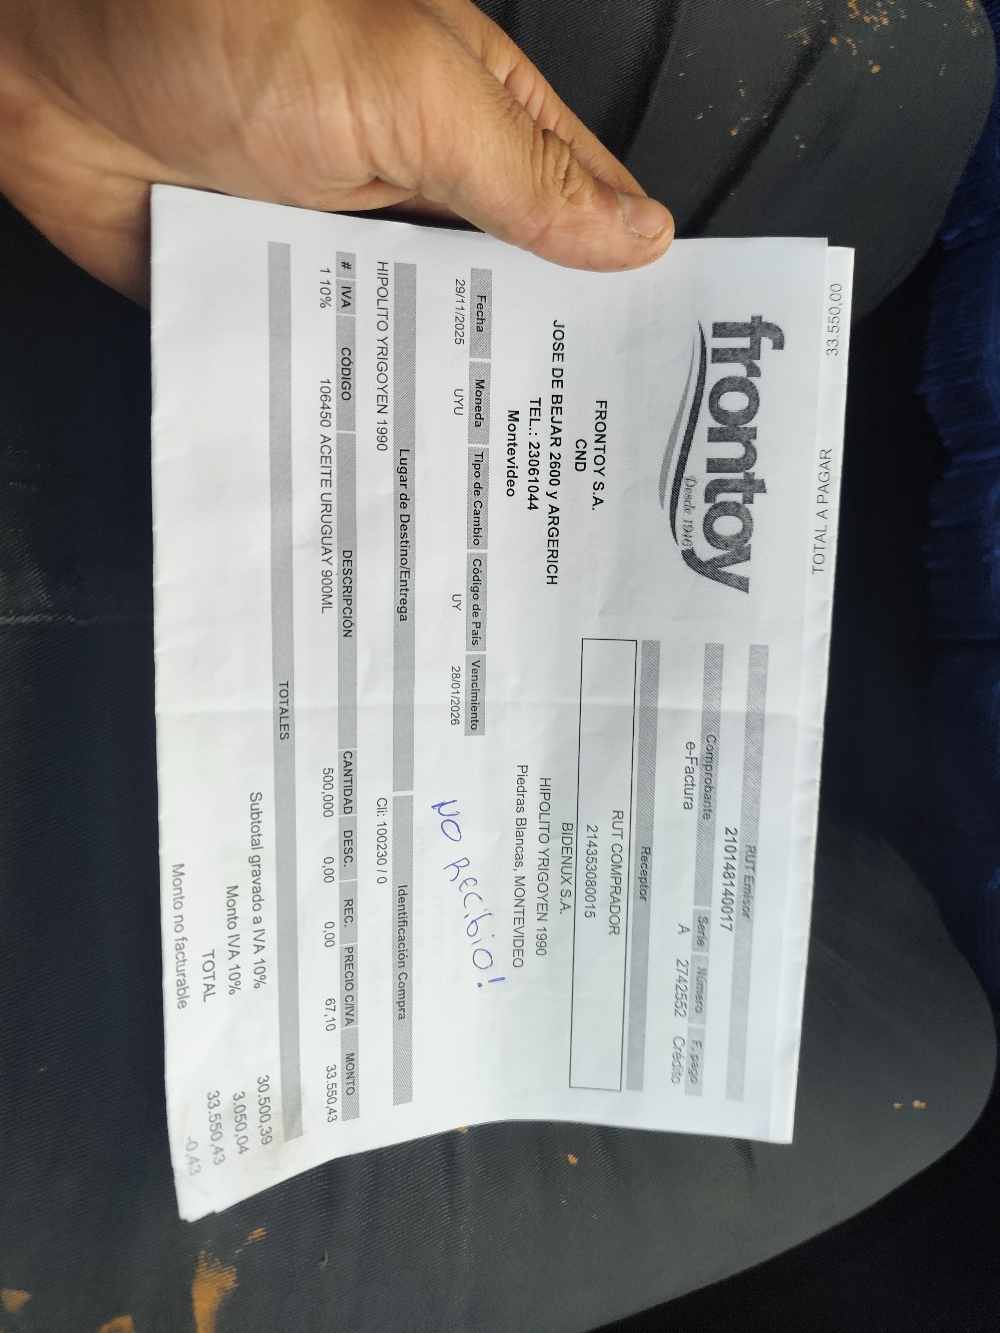 33.550,00 TOTAL A PAGAR
frontoy
Desde 1946
FRONTOY S.A.
CND
JOSE DE BEJAR 2600 y ARGERICH
TEL.: 23061044
Montevideo
RUT Emisor
210148140017
Comprobante Serie Número F. pago
e-Factura A 2742552 Crédito
Receptor
RUT COMPRADOR
214353080015
BIDENUX S.A.
HIPOLITO YRIGOYEN 1990
Piedras Blancas, MONTEVIDEO
Fecha Moneda Tipo de Cambio Código de País Vencimiento
29/11/2025 UYU UY 28/01/2026
NO RECIBIO!
Lugar de Destino/Entrega Identificación Compra
HIPOLITO YRIGOYEN 1990 Cli: 100230 / 0
# IVA CÓDIGO DESCRIPCIÓN CANTIDAD DESC. REC. PRECIO C/IVA MONTO
1 10% 106450 ACEITE URUGUAY 900ML 500,000 0,00 0,00 67,10 33.550,43
TOTALES
Subtotal gravado a IVA 10% 30.500,39
Monto IVA 10% 3.050,04
TOTAL 33.550,43
Monto no facturable -0,43